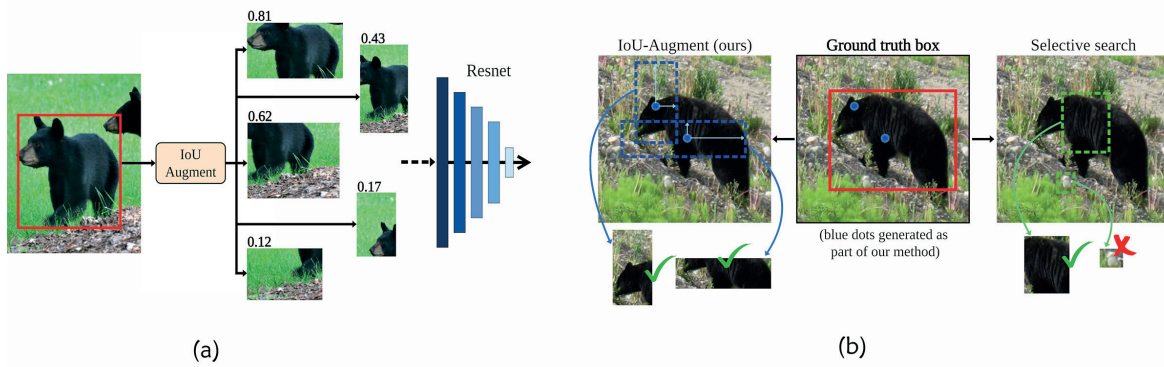 0.81
0.43
0.62
0.17
0.12
IoU
Augment
Resnet
(a)
IoU-Augment (ours)
Ground truth box
Selective search
(blue dots generated as
part of our method)
(b)